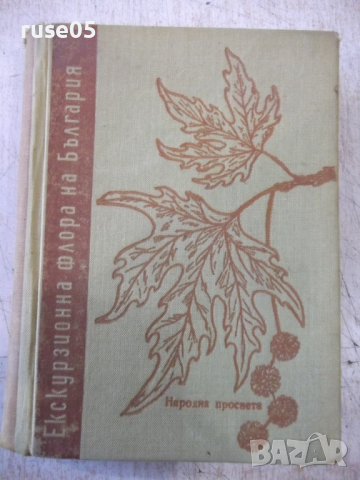 ruse05
Екскурзионна флора на България
Народна просвета
BAZAR